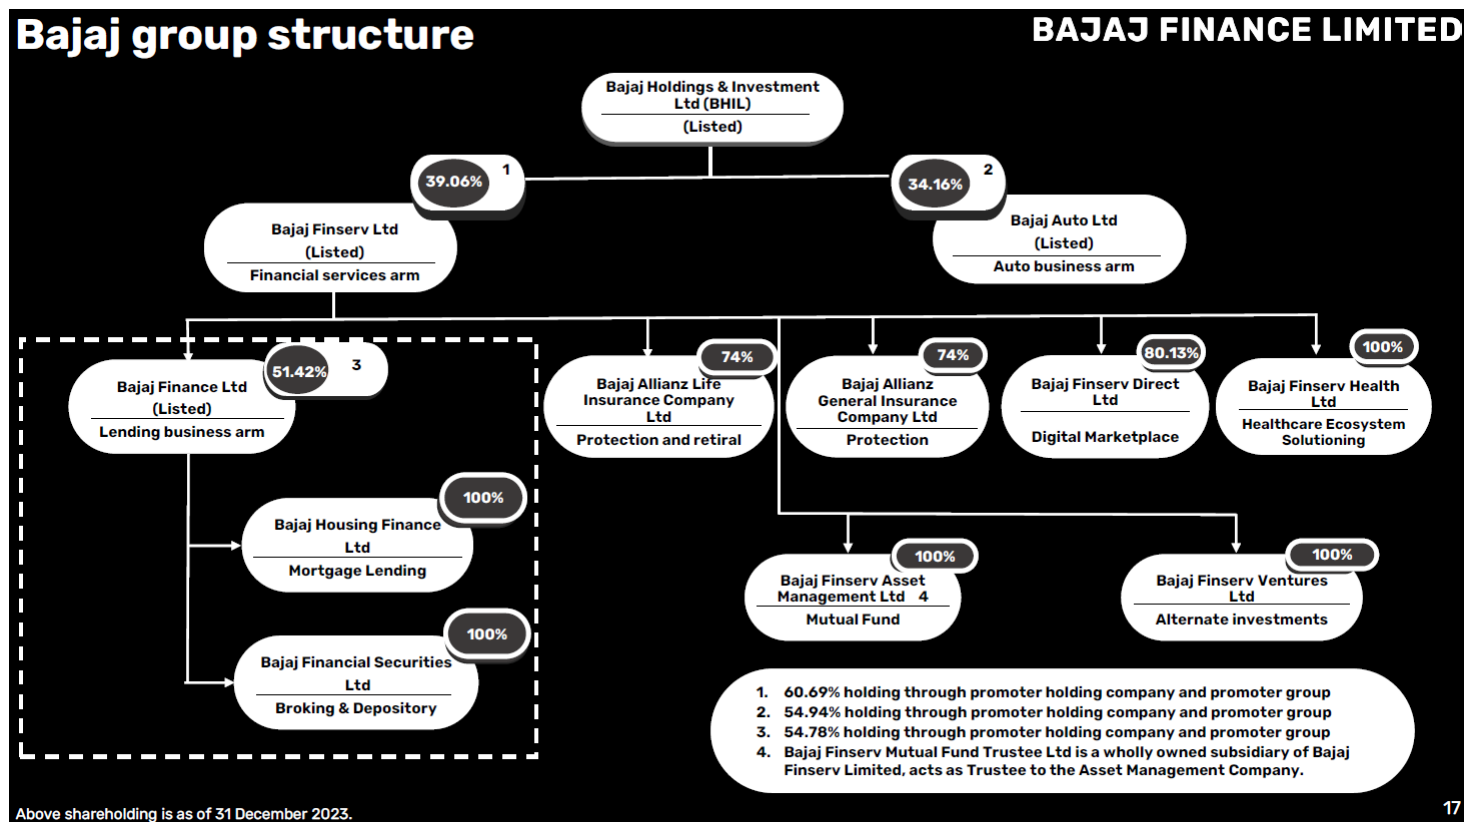 Bajaj group structure
BAJAJ FINANCE LIMITED
Bajaj Holdings & Investment
Ltd (BHIL)
(Listed)
39.06%
1
34.16%
2
Bajaj Finserv Ltd
(Listed)
Financial services arm
Bajaj Auto Ltd
(Listed)
Auto business arm
51.42%
3
Bajaj Finance Ltd
(Listed)
Lending business arm
74%
Bajaj Allianz Life
Insurance Company
Ltd
Protection and retiral
74%
Bajaj Allianz
General Insurance
Company Ltd
Protection
80.13%
Bajaj Finserv Direct
Ltd
Digital Marketplace
100%
Bajaj Finserv Health
Ltd
Healthcare Ecosystem
Solutioning
100%
Bajaj Housing Finance
Ltd
Mortgage Lending
100%
Bajaj Financial Securities
Ltd
Broking & Depository
100%
Bajaj Finserv Asset
Management Ltd 4
Mutual Fund
100%
Bajaj Finserv Ventures
Ltd
Alternate investments
1. 60.69% holding through promoter holding company and promoter group
2. 54.94% holding through promoter holding company and promoter group
3. 54.78% holding through promoter holding company and promoter group
4. Bajaj Finserv Mutual Fund Trustee Ltd is a wholly owned subsidiary of Bajaj
Finserv Limited, acts as Trustee to the Asset Management Company.
Above shareholding is as of 31 December 2023.
17